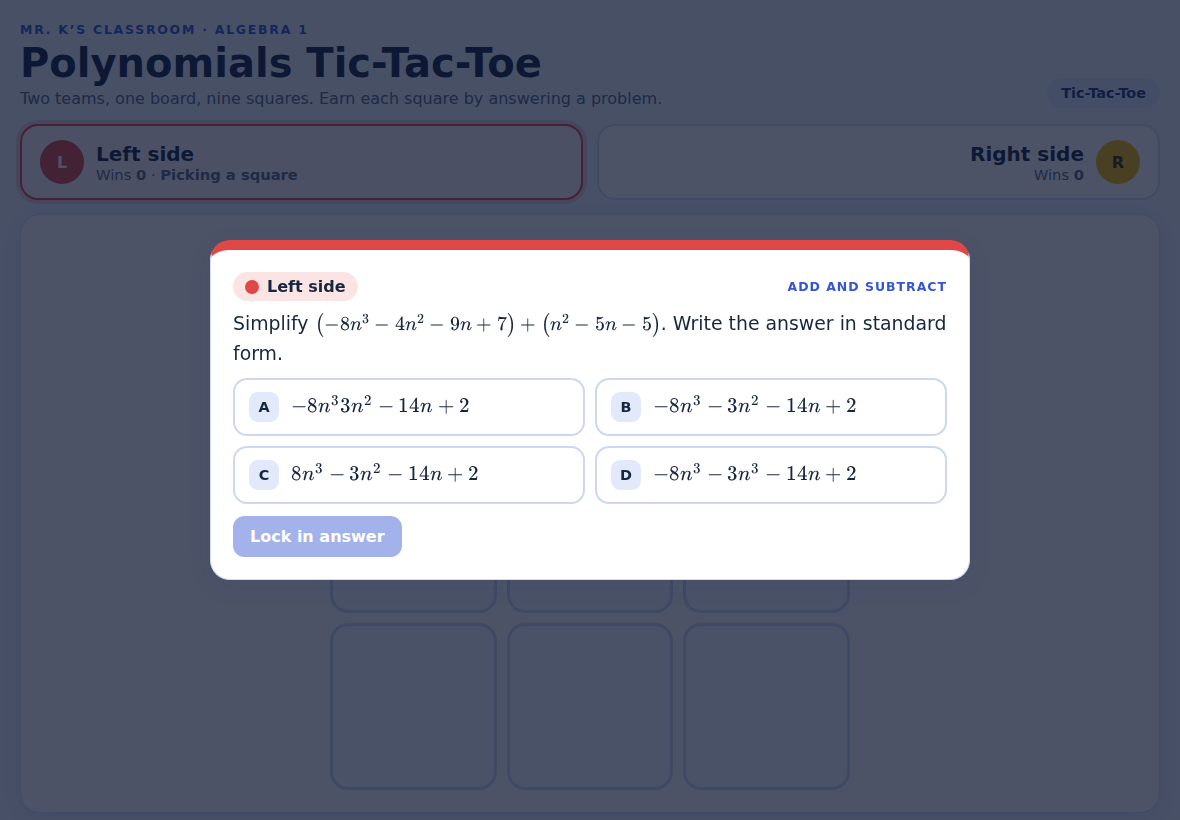 MR. K'S CLASSROOM · ALGEBRA 1
Polynomials Tic-Tac-Toe
Two teams, one board, nine squares. Earn each square by answering a problem.
Tic-Tac-Toe
L
Left side
Wins 0 · Picking a square
Right side
Wins 0
R
Left side
ADD AND SUBTRACT
Simplify (−8n³ − 4n² − 9n + 7) + (n² − 5n − 5). Write the answer in standard
form.
A −8n³3n² − 14n + 2
B −8n³ − 3n² − 14n + 2
C 8n³ − 3n² − 14n + 2
D −8n³ − 3n³ − 14n + 2
Lock in answer